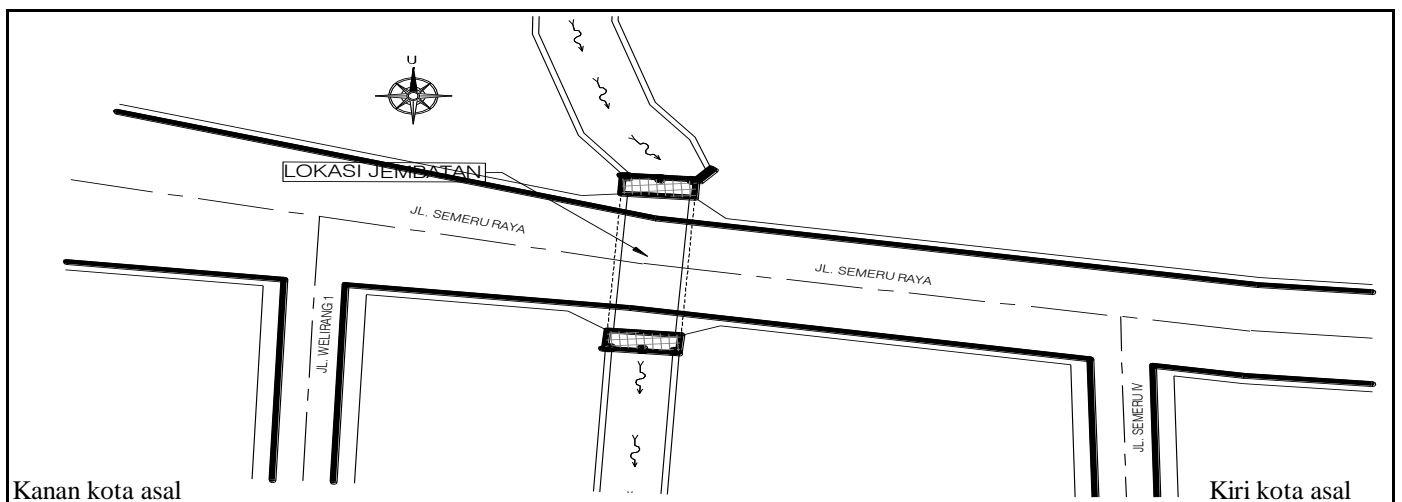 U
LOKASI JEMBATAN
JL. SEMERU RAYA
JL. SEMERU RAYA
JL. WELIRANG 1
JL. SEMERU IV
Kanan kota asal
Kiri kota asal